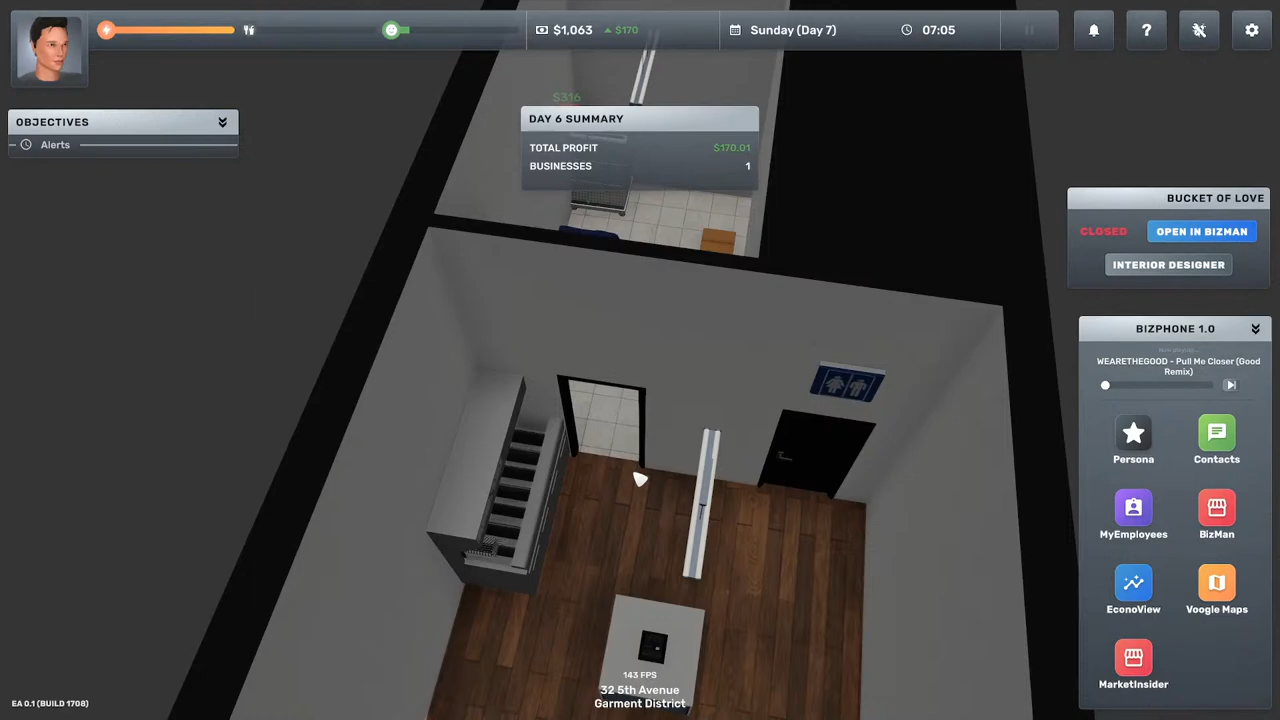 $1,063
$170
Sunday (Day 7)
07:05
OBJECTIVES
Alerts
$316
DAY 6 SUMMARY
TOTAL PROFIT
$170.01
BUSINESSES
1
BUCKET OF LOVE
CLOSED
OPEN IN BIZMAN
INTERIOR DESIGNER
BIZPHONE 1.0
WEARETHEGOOD - Pull Me Closer (Good
Remix)
Persona
Contacts
MyEmployees
BizMan
EconoView
Voogle Maps
MarketInsider
143 FPS
32 5th Avenue
Garment District
EA 0.1 (BUILD 1708)